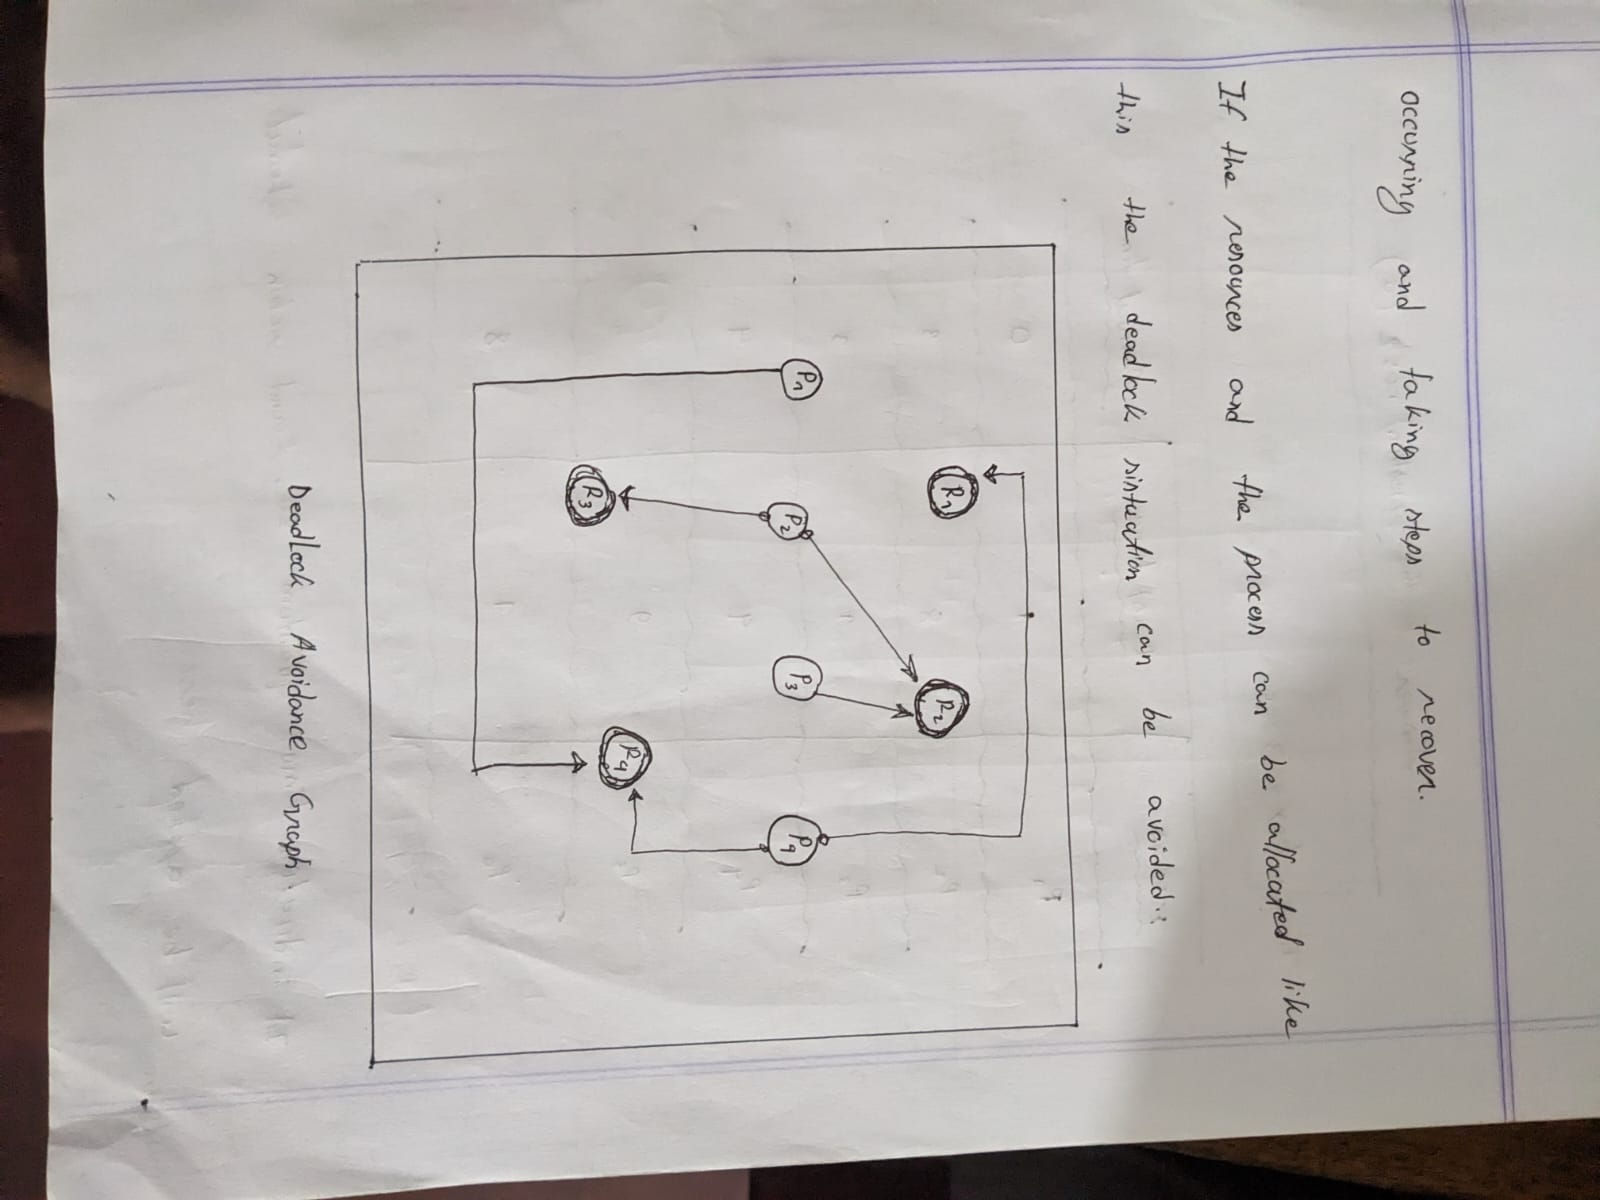 occurring and taking steps to recover.
If the resources and the process can be allocated like
this the deadlock sistuation can be avoided:
R1
R2
P1
P2
P3
P4
R3
R4
DeadLock Avoidance Graph